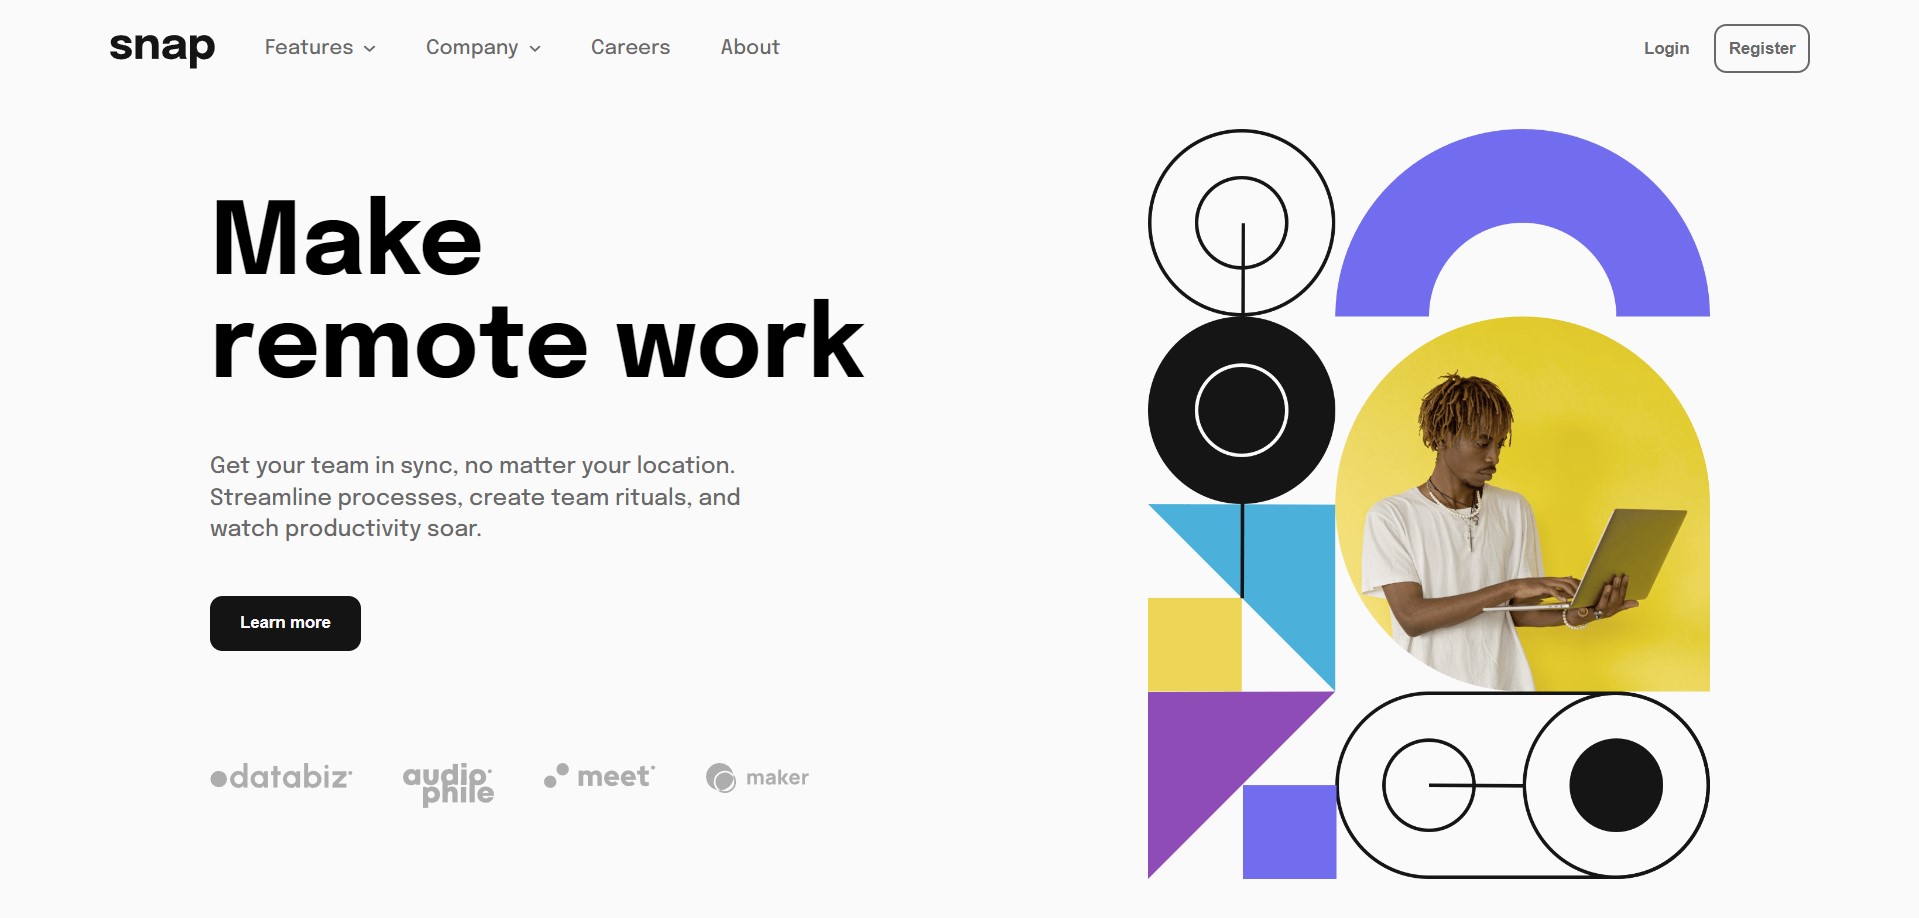 snap Features Company Careers About Login Register
Make
remote work
Get your team in sync, no matter your location.
Streamline processes, create team rituals, and
watch productivity soar.
Learn more
databiz audiophile meet maker